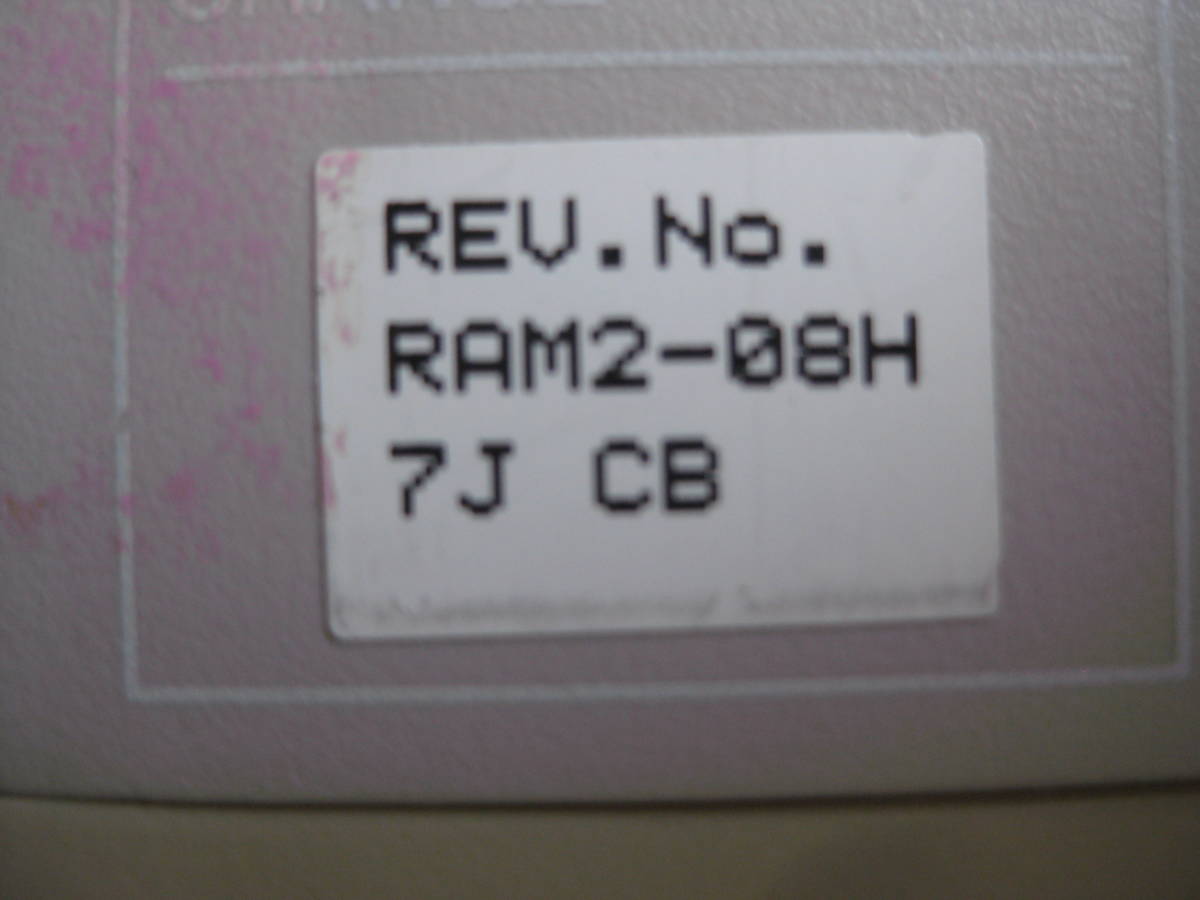 REV.No.
RAM2-08H
7J CB